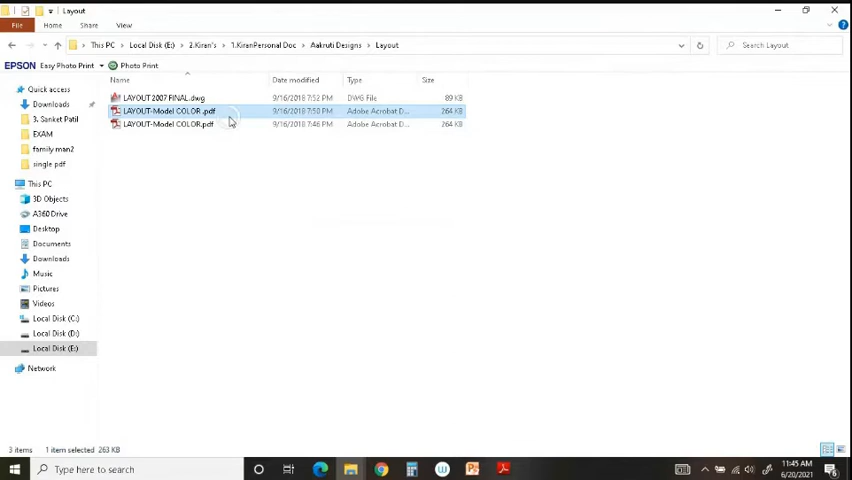 Layout
File Home Share View
This PC > Local Disk (E:) > 2.Kiran's > 1.KiranPersonal Doc > Aakruti Designs > Layout
Search Layout
EPSON Easy Photo Print Photo Print
Name Date modified Type Size
Quick access
Downloads
3. Sanket Patil
EXAM
family man2
single pdf
This PC
3D Objects
A360 Drive
Desktop
Documents
Downloads
Music
Pictures
Videos
Local Disk (C:)
Local Disk (D:)
Local Disk (E:)
Network
LAYOUT 2007 FINAL.dwg 9/16/2018 7:52 PM DWG File 89 KB
LAYOUT-Model COLOR .pdf 9/16/2018 7:50 PM Adobe Acrobat D... 264 KB
LAYOUT-Model COLOR.pdf 9/16/2018 7:46 PM Adobe Acrobat D... 264 KB
3 items 1 item selected 263 KB
Type here to search
11:45 AM
6/20/2021